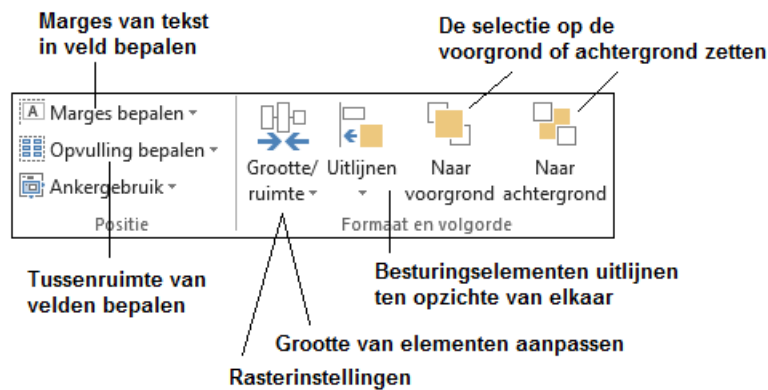 Marges van tekst
in veld bepalen
De selectie op de
voorgrond of achtergrond zetten
A Marges bepalen
Opvulling bepalen
Ankergebruik
Positie
Grootte/
ruimte
Uitlijnen
Naar
voorgrond
Naar
achtergrond
Formaat en volgorde
Tussenruimte van
velden bepalen
Besturingselementen uitlijnen
ten opzichte van elkaar
Grootte van elementen aanpassen
Rasterinstellingen